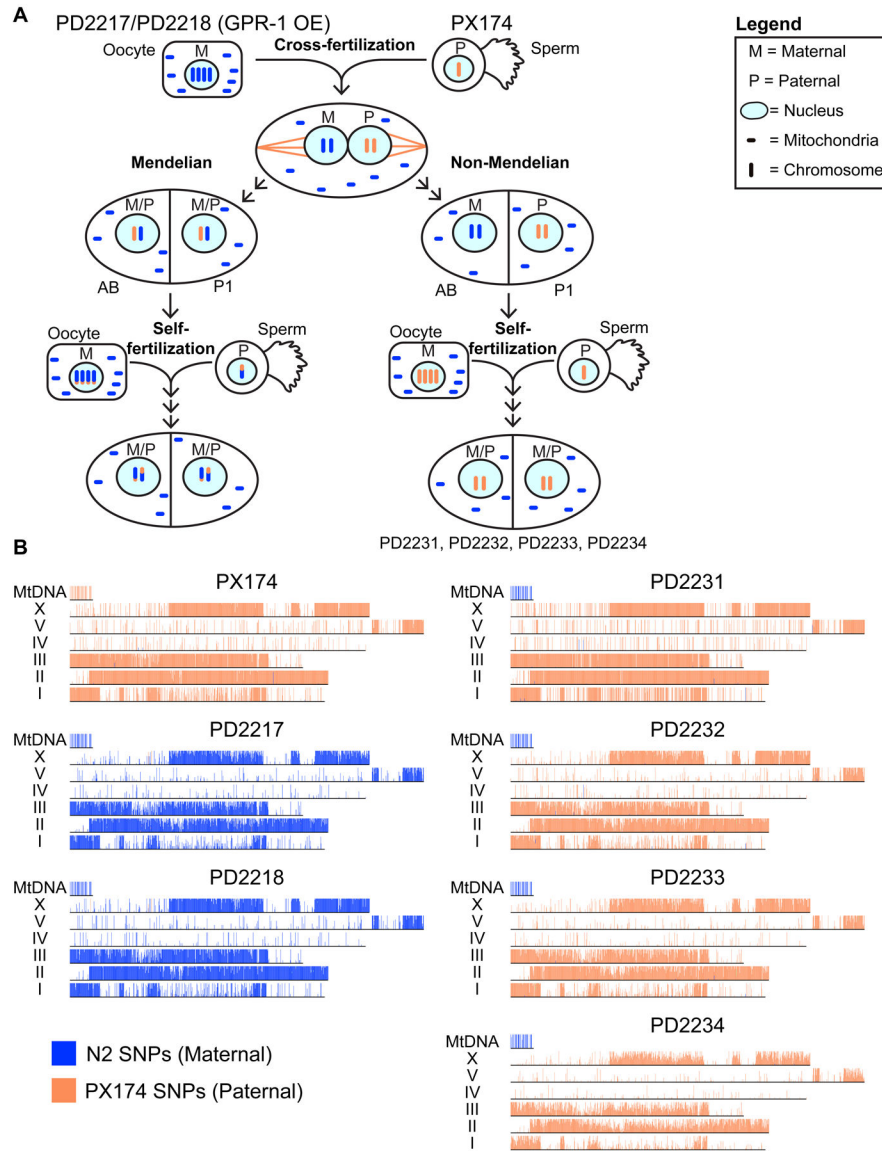 A
PD2217/PD2218 (GPR-1 OE)
PX174
Oocyte
M
Cross-fertilization
P
Sperm
Legend
M = Maternal
P = Paternal
= Nucleus
= Mitochondria
= Chromosome
M P
Mendelian
Non-Mendelian
M/P M/P
M P
AB P1
AB P1
Oocyte
M
Self-
fertilization
Sperm
P
Oocyte
M
Self-
fertilization
Sperm
P
M/P M/P
M/P M/P
PD2231, PD2232, PD2233, PD2234
B
PX174
MtDNA
X
V
IV
III
II
I
PD2217
MtDNA
X
V
IV
III
II
I
PD2218
MtDNA
X
V
IV
III
II
I
N2 SNPs (Maternal)
PX174 SNPs (Paternal)
PD2231
MtDNA
X
V
IV
III
II
I
PD2232
MtDNA
X
V
IV
III
II
I
PD2233
MtDNA
X
V
IV
III
II
I
PD2234
MtDNA
X
V
IV
III
II
I